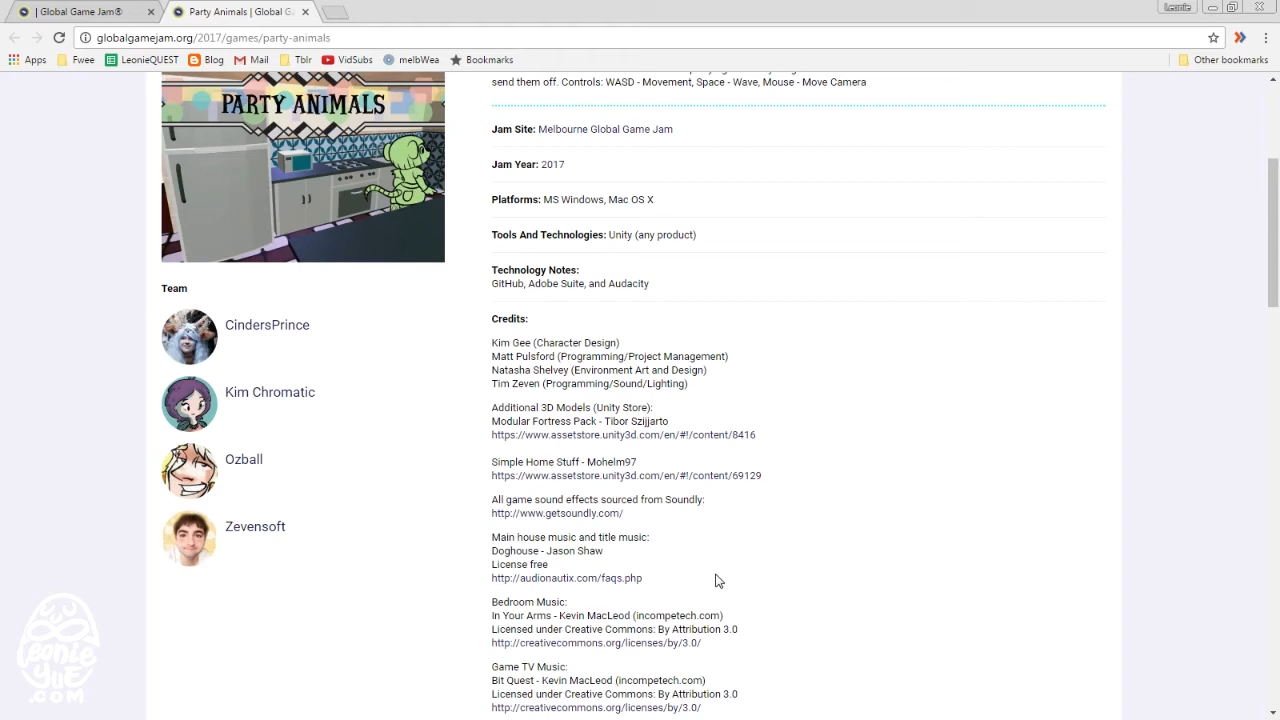 | Global Game Jam®
Party Animals | Global Ga
Leonie
globalgamejam.org/2017/games/party-animals
Apps
Fwee
LeonieQUEST
Blog
Mail
Tblr
VidSubs
melbWea
Bookmarks
Other bookmarks
send them off. Controls: WASD - Movement, Space - Wave, Mouse - Move Camera
PARTY ANIMALS
Jam Site: Melbourne Global Game Jam
Jam Year: 2017
Platforms: MS Windows, Mac OS X
Tools And Technologies: Unity (any product)
Technology Notes:
GitHub, Adobe Suite, and Audacity
Team
CindersPrince
Kim Chromatic
Ozball
Zevensoft
Credits:
Kim Gee (Character Design)
Matt Pulsford (Programming/Project Management)
Natasha Shelvey (Environment Art and Design)
Tim Zeven (Programming/Sound/Lighting)
Additional 3D Models (Unity Store):
Modular Fortress Pack - Tibor Szijjarto
https://www.assetstore.unity3d.com/en/#!/content/8416
Simple Home Stuff - Mohelm97
https://www.assetstore.unity3d.com/en/#!/content/69129
All game sound effects sourced from Soundly:
http://www.getsoundly.com/
Main house music and title music:
Doghouse - Jason Shaw
License free
http://audionautix.com/faqs.php
Bedroom Music:
In Your Arms - Kevin MacLeod (incompetech.com)
Licensed under Creative Commons: By Attribution 3.0
http://creativecommons.org/licenses/by/3.0/
Game TV Music:
Bit Quest - Kevin MacLeod (incompetech.com)
Licensed under Creative Commons: By Attribution 3.0
http://creativecommons.org/licenses/by/3.0/
leonie
yue
.com